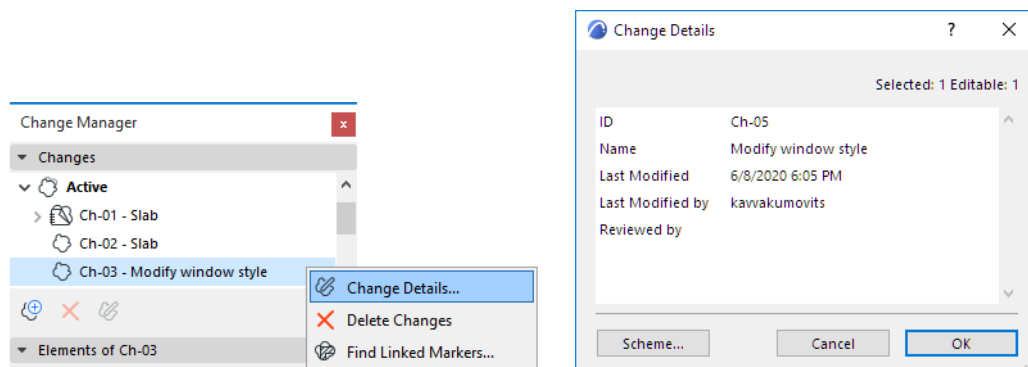 Change Manager
x
Changes
Active
Ch-01 - Slab
Ch-02 - Slab
Ch-03 - Modify window style
Elements of Ch-03
Change Details...
Delete Changes
Find Linked Markers...
Change Details
?
Selected: 1 Editable: 1
ID Ch-05
Name Modify window style
Last Modified 6/8/2020 6:05 PM
Last Modified by kavvakumovits
Reviewed by
Scheme... Cancel OK